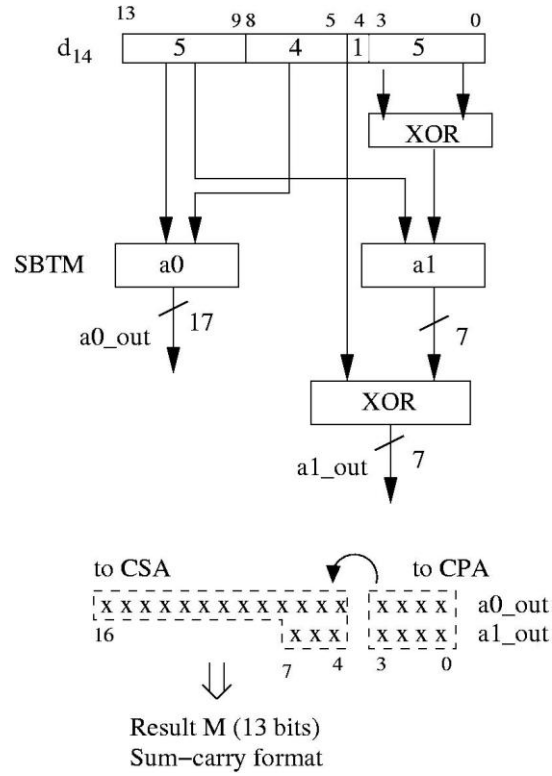 13 9 8 5 4 3 0
d14 5 4 1 5
XOR
SBTM a0 a1
17 7
a0_out
XOR
a1_out 7
to CSA to CPA
x x x x x x x x x x x x x x x x x a0_out
16 x x x x x x x a1_out
7 4 3 0
Result M (13 bits)
Sum-carry format